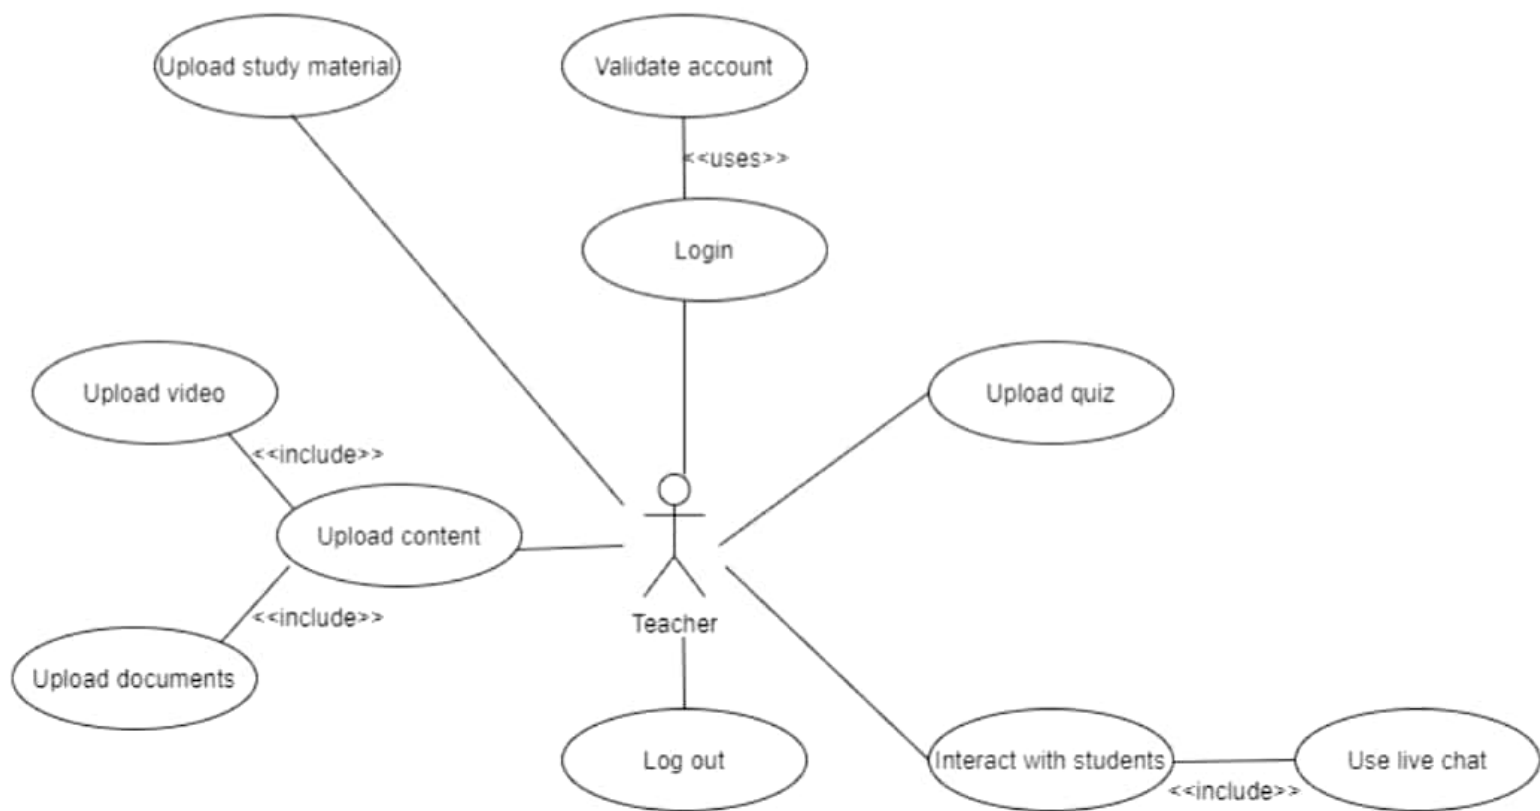 Upload study material
Validate account
<<uses>>
Login
Upload video
Upload quiz
<<include>>
Upload content
<<include>>
Teacher
Upload documents
Log out
Interact with students
Use live chat
<<include>>